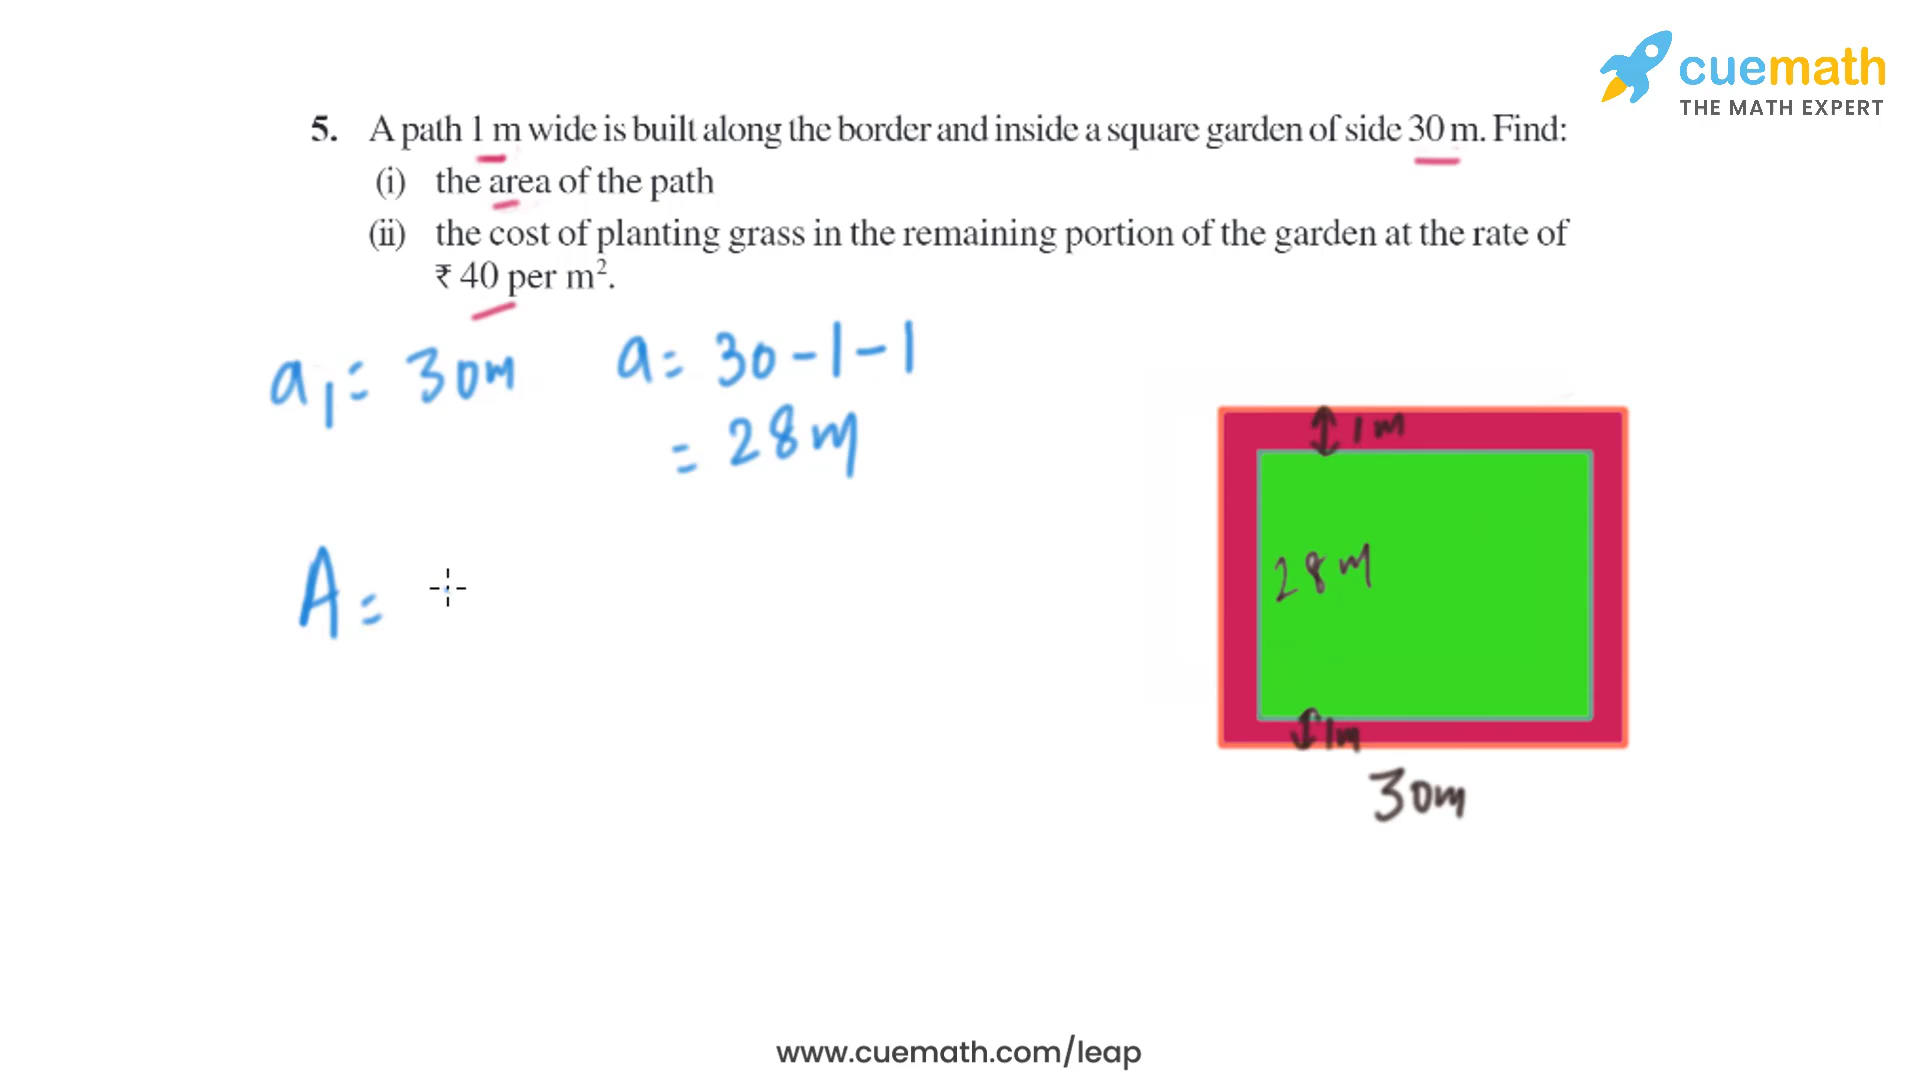 cuemath
THE MATH EXPERT
5. A path 1 m wide is built along the border and inside a square garden of side 30 m. Find:
(i) the area of the path
(ii) the cost of planting grass in the remaining portion of the garden at the rate of
₹ 40 per m².
a₁ = 30m
a = 30 - 1 - 1
= 28m
A =
1m
28m
1m
30m
www.cuemath.com/leap